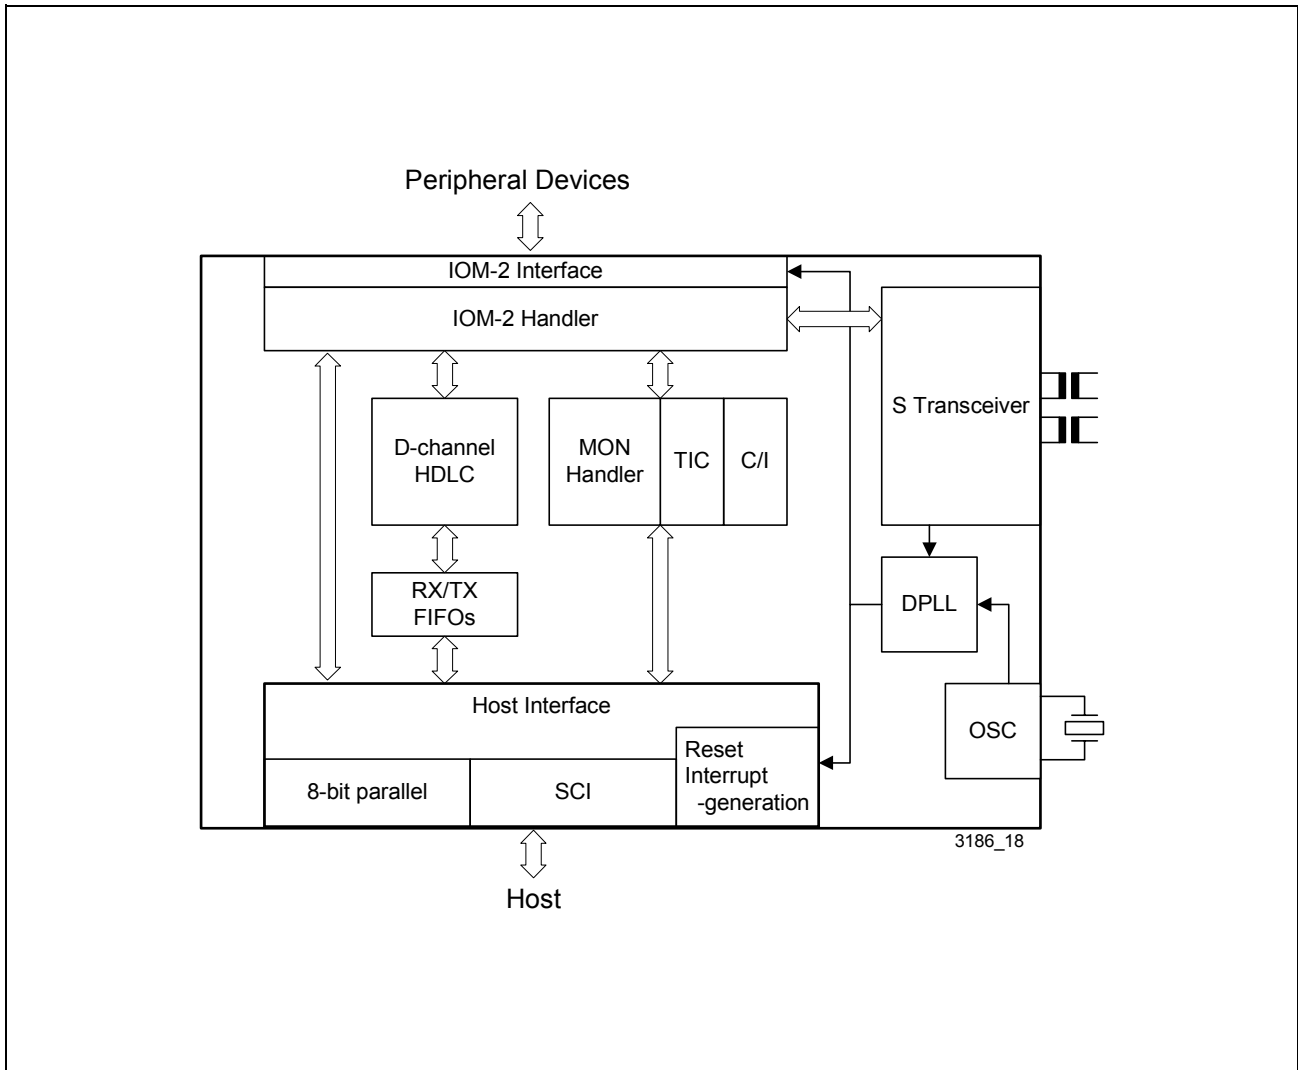 Peripheral Devices
IOM-2 Interface
IOM-2 Handler
S Transceiver
D-channel
HDLC
MON
Handler
TIC
C/I
RX/TX
FIFOs
DPLL
Host Interface
OSC
Reset
Interrupt
-generation
8-bit parallel
SCI
3186_18
Host